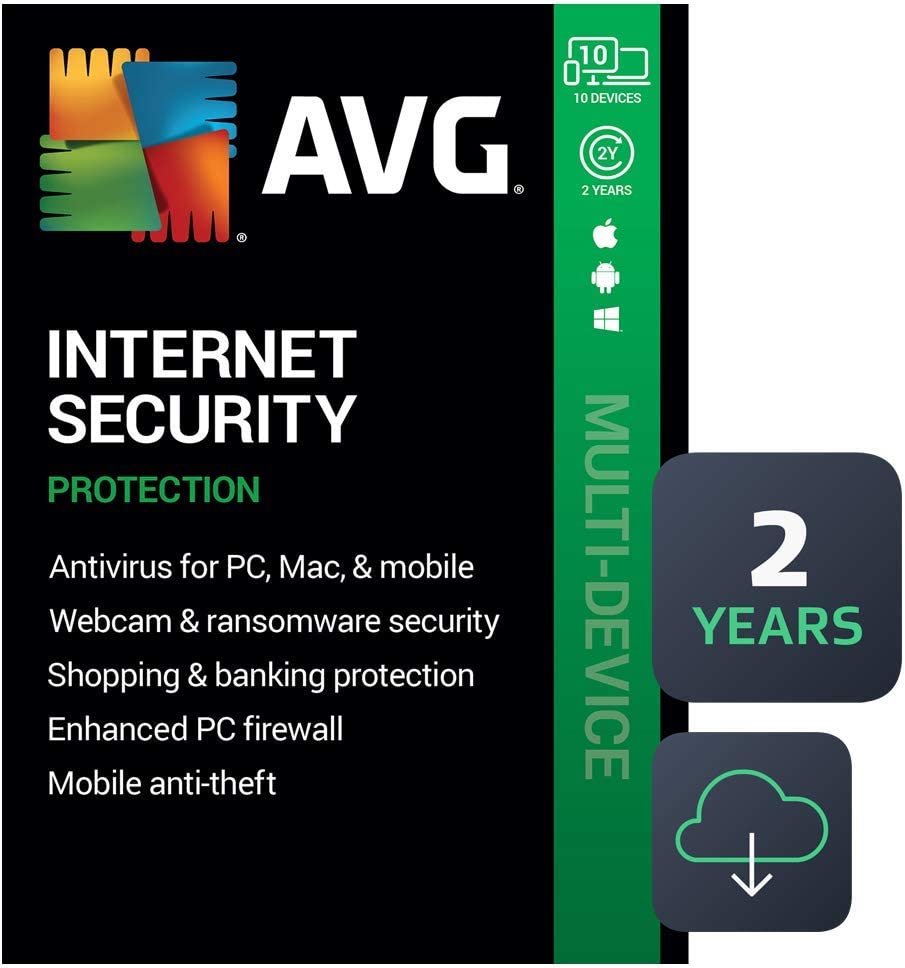 AVG®
®
INTERNET
SECURITY
PROTECTION
Antivirus for PC, Mac, & mobile
Webcam & ransomware security
Shopping & banking protection
Enhanced PC firewall
Mobile anti-theft
10
10 DEVICES
2Y
2 YEARS
MULTI-DEVICE
2
YEARS